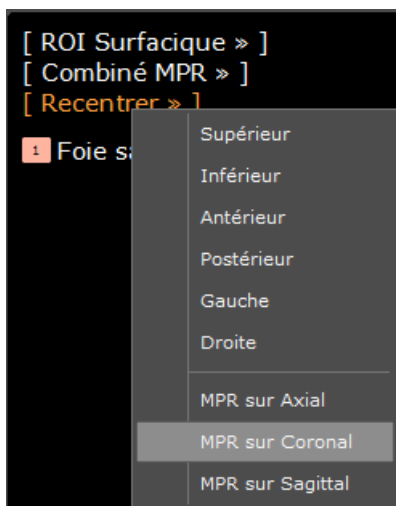 [ ROI Surfacique » ]
[ Combiné MPR » ]
[ Recentrer » ]
1 Foie
Supérieur
Inférieur
Antérieur
Postérieur
Gauche
Droite
MPR sur Axial
MPR sur Coronal
MPR sur Sagittal